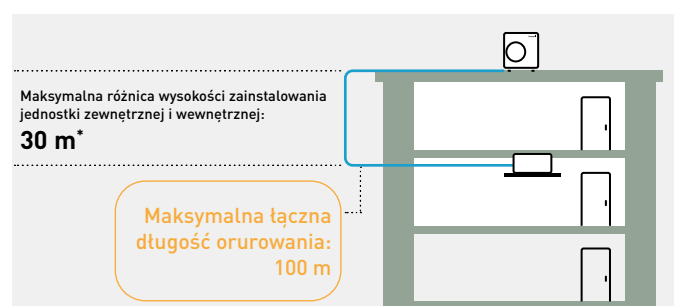 Maksymalna różnica wysokości zainstalowania
jednostki zewnętrznej i wewnętrznej:
30 m*
Maksymalna łączna
długość orurowania:
100 m